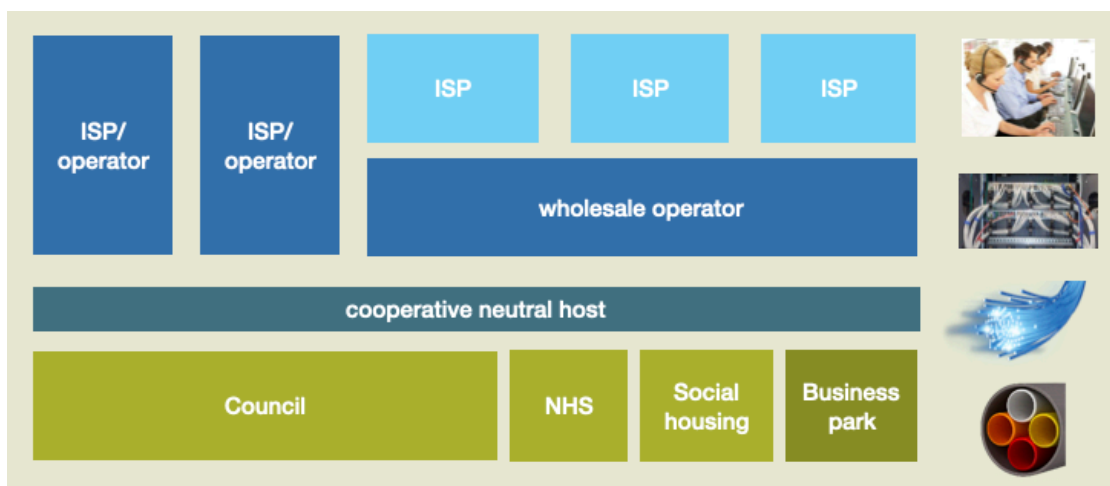 ISP/
operator
ISP/
operator
ISP
ISP
ISP
wholesale operator
cooperative neutral host
Council
NHS
Social
housing
Business
park